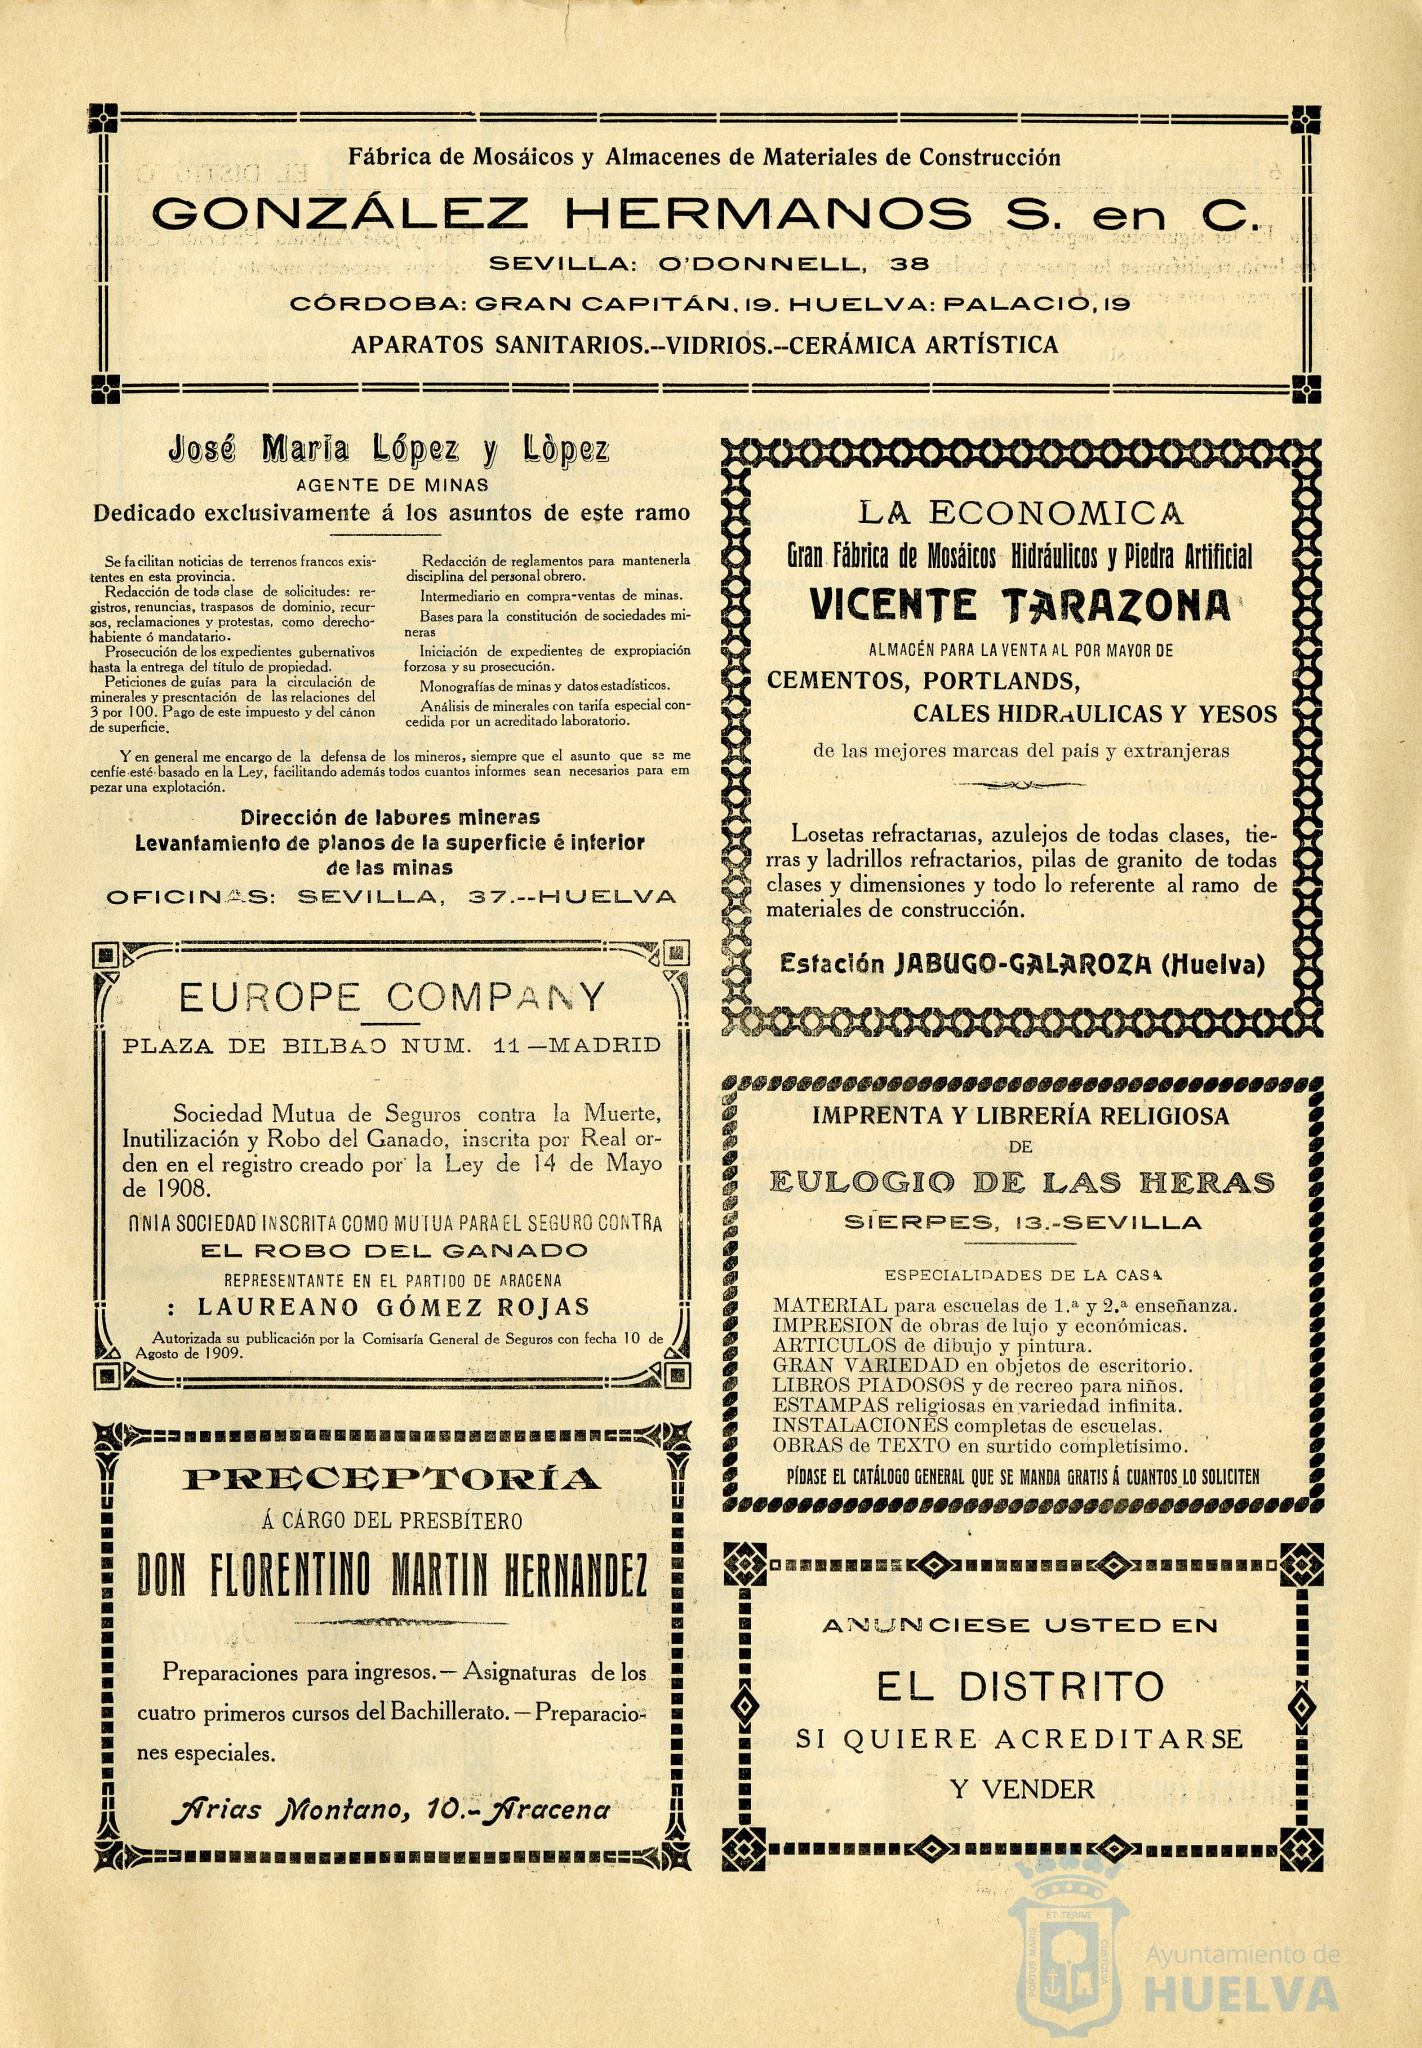 Fábrica de Mosáicos y Almacenes de Materiales de Construcción
GONZÁLEZ HERMANOS S. en C.
SEVILLA: O'DONNELL, 38
CÓRDOBA: GRAN CAPITÁN, 19. HUELVA: PALACIO, 19
APARATOS SANITARIOS.--VIDRIOS.--CERÁMICA ARTÍSTICA
José María López y Lòpez
AGENTE DE MINAS
Dedicado exclusivamente á los asuntos de este ramo
Se facilitan noticias de terrenos francos exis-
tentes en esta provincia.
Redacción de toda clase de solicitudes: re-
gistros, renuncias, traspasos de dominio, recur-
sos, reclamaciones y protestas, como derecho-
habiente ó mandatario.
Prosecución de los expedientes gubernativos
hasta la entrega del título de propiedad.
Peticiones de guías para la circulación de
minerales y presentación de las relaciones del
3 por 100. Pago de este impuesto y del cánon
de superficie.
Redacción de reglamentos para mantenerla
disciplina del personal obrero.
Intermediario en compra-ventas de minas.
Bases para la constitución de sociedades mi-
neras
Iniciación de expedientes de expropiación
forzosa y su prosecución.
Monografías de minas y datos estadísticos.
Análisis de minerales con tarifa especial con-
cedida por un acreditado laboratorio.
Y en general me encargo de la defensa de los mineros, siempre que el asunto que se me
cenfie esté basado en la Ley, facilitando además todos cuantos informes sean necesarios para em
pezar una explotación.
Dirección de labores mineras
Levantamiento de planos de la superficie é interior
de las minas
OFICINAS: SEVILLA, 37.--HUELVA
EUROPE COMPANY
PLAZA DE BILBAO NUM. 11—MADRID
Sociedad Mutua de Seguros contra la Muerte,
Inutilización y Robo del Ganado, inscrita por Real or-
den en el registro creado por la Ley de 14 de Mayo
de 1908.
ÚNIA SOCIEDAD INSCRITA COMO MUTUA PARA EL SEGURO CONTRA
EL ROBO DEL GANADO
REPRESENTANTE EN EL PARTIDO DE ARACENA
: LAUREANO GÓMEZ ROJAS
Autorizada su publicación por la Comisaría General de Seguros con fecha 10 de
Agosto de 1909.
PRECEPTORÍA
Á CARGO DEL PRESBÍTERO
DON FLORENTINO MARTIN HERNANDEZ
Preparaciones para ingresos.—Asignaturas de los
cuatro primeros cursos del Bachillerato.—Preparacio-
nes especiales.
Arias Montano, 10.-Aracena
LA ECONOMICA
Gran Fábrica de Mosáicos Hidráulicos y Piedra Artificial
VICENTE TARAZONA
ALMACÉN PARA LA VENTA AL POR MAYOR DE
CEMENTOS, PORTLANDS,
CALES HIDRAULICAS Y YESOS
de las mejores marcas del país y extranjeras
Losetas refractarias, azulejos de todas clases, tie-
rras y ladrillos refractarios, pilas de granito de todas
clases y dimensiones y todo lo referente al ramo de
materiales de construcción.
Estación JABUGO-GALAROZA (Huelva)
IMPRENTA Y LIBRERÍA RELIGIOSA
DE
EULOGIO DE LAS HERAS
SIERPES, 13.-SEVILLA
ESPECIALIDADES DE LA CASA
MATERIAL para escuelas de 1.ª y 2.ª enseñanza.
IMPRESION de obras de lujo y económicas.
ARTICULOS de dibujo y pintura.
GRAN VARIEDAD en objetos de escritorio.
LIBROS PIADOSOS y de recreo para niños.
ESTAMPAS religiosas en variedad infinita.
INSTALACIONES completas de escuelas.
OBRAS de TEXTO en surtido completísimo.
PÍDASE EL CATÁLOGO GENERAL QUE SE MANDA GRATIS Á CUANTOS LO SOLICITEN
ANUNCIESE USTED EN
EL DISTRITO
SI QUIERE ACREDITARSE
Y VENDER
ET TERRÆ
PORTUS MARIS
CUSTODIA
Ayuntamiento de
HUELVA